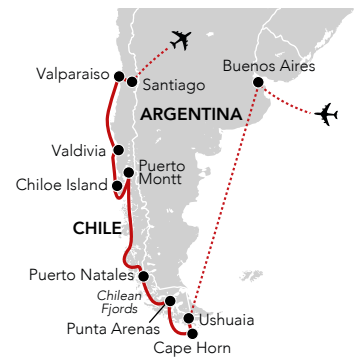 Buenos Aires
Valparaiso
Santiago
ARGENTINA
Valdivia
Puerto
Montt
Chiloe Island
CHILE
Puerto Natales
Chilean
Fjords
Punta Arenas
Ushuaia
Cape Horn